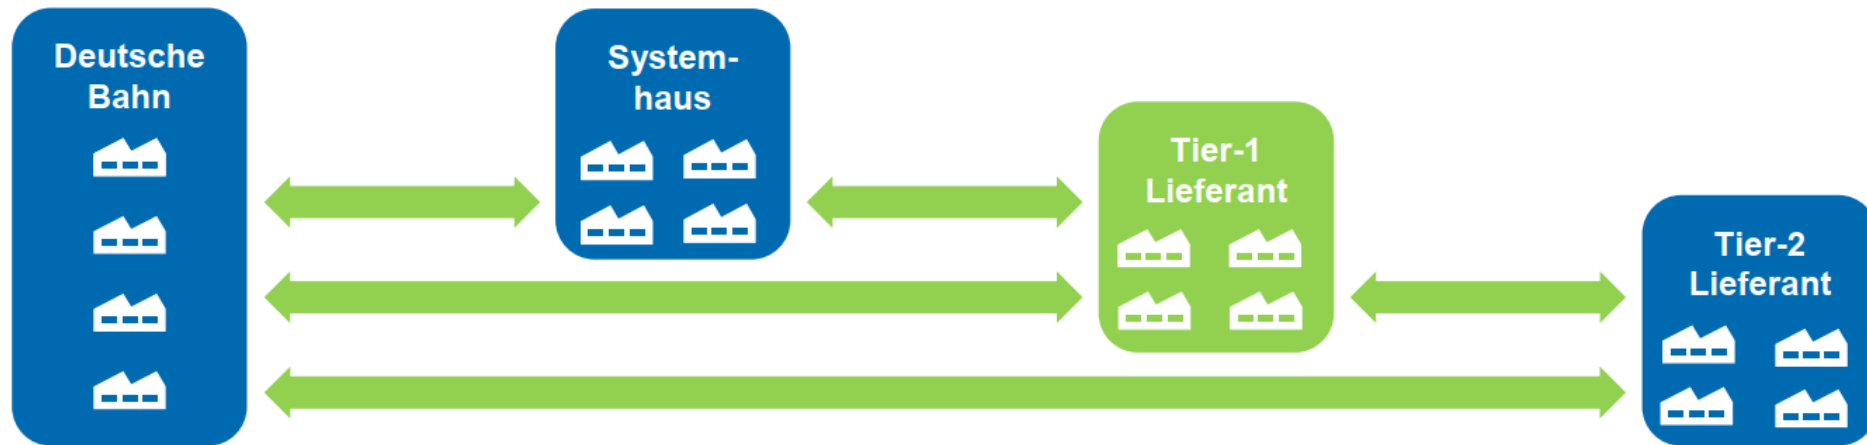 Deutsche
Bahn
System-
haus
Tier-1
Lieferant
Tier-2
Lieferant